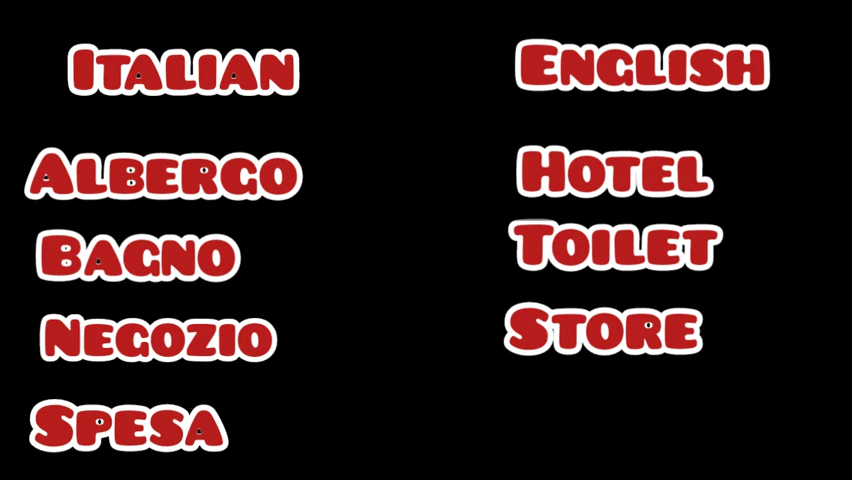 Italian English
Albergo Hotel
Bagno Toilet
Negozio Store
Spesa